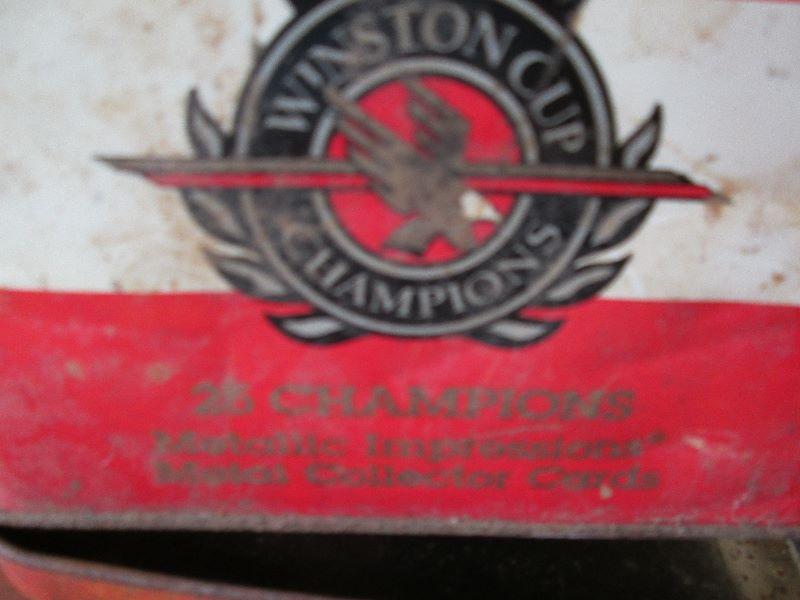 WINSTON CUP
CHAMPIONS
25 CHAMPIONS
Metallic Impressions®
Metal Collector Cards